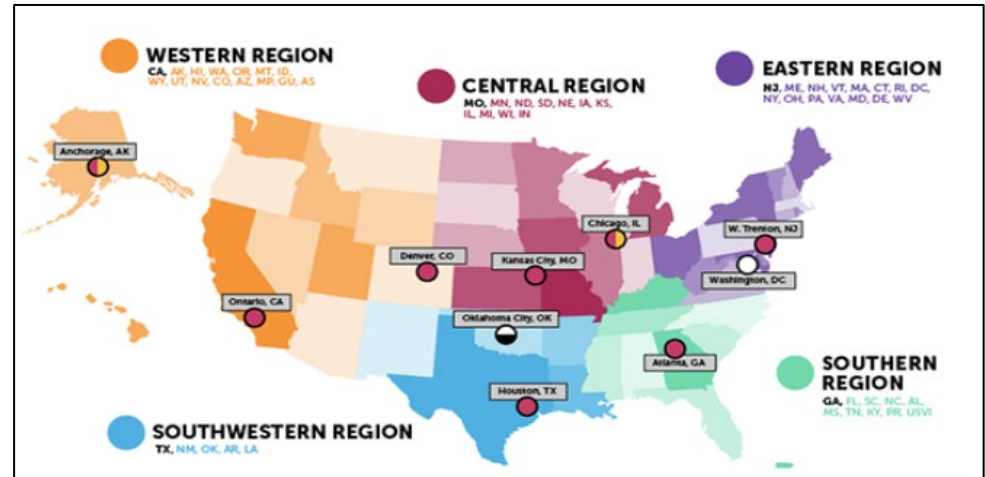 WESTERN REGION
CA, AK, HI, WA, OR, MT, ID,
WY, UT, NV, CO, AZ, MP, GU, AS
CENTRAL REGION
MO, MN, ND, SD, NE, IA, KS,
IL, MI, WI, IN
EASTERN REGION
NJ, ME, NH, VT, MA, CT, RI, DC,
NY, OH, PA, VA, MD, DE, WV
Anchorage, AK
Chicago, IL
W. Trenton, NJ
Denver, CO
Kansas City, MO
Washington, DC
Ontario, CA
Oklahoma City, OK
Atlanta, GA
Houston, TX
SOUTHERN
REGION
GA, FL, SC, NC, AL,
MS, TN, KY, PR, USVI
SOUTHWESTERN REGION
TX, NM, OK, AR, LA